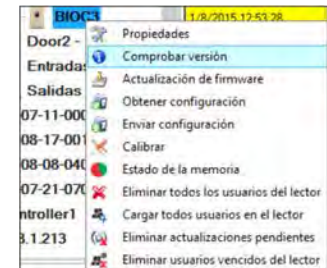 BIOC3 1/8/2015 12:53 28
Propiedades
Door2 -
Comprobar versión
Entradas
Actualización de firmware
Salidas
Obtener configuración
07-11-000
Enviar configuración
08-17-001
Calibrar
08-08-040
Estado de la memoria
07-21-070
Eliminar todos los usuarios del lector
ntroller1
Cargar todos usuarios en el lector
3.1.213
Eliminar actualizaciones pendientes
Eliminar usuarios vencidos del lector